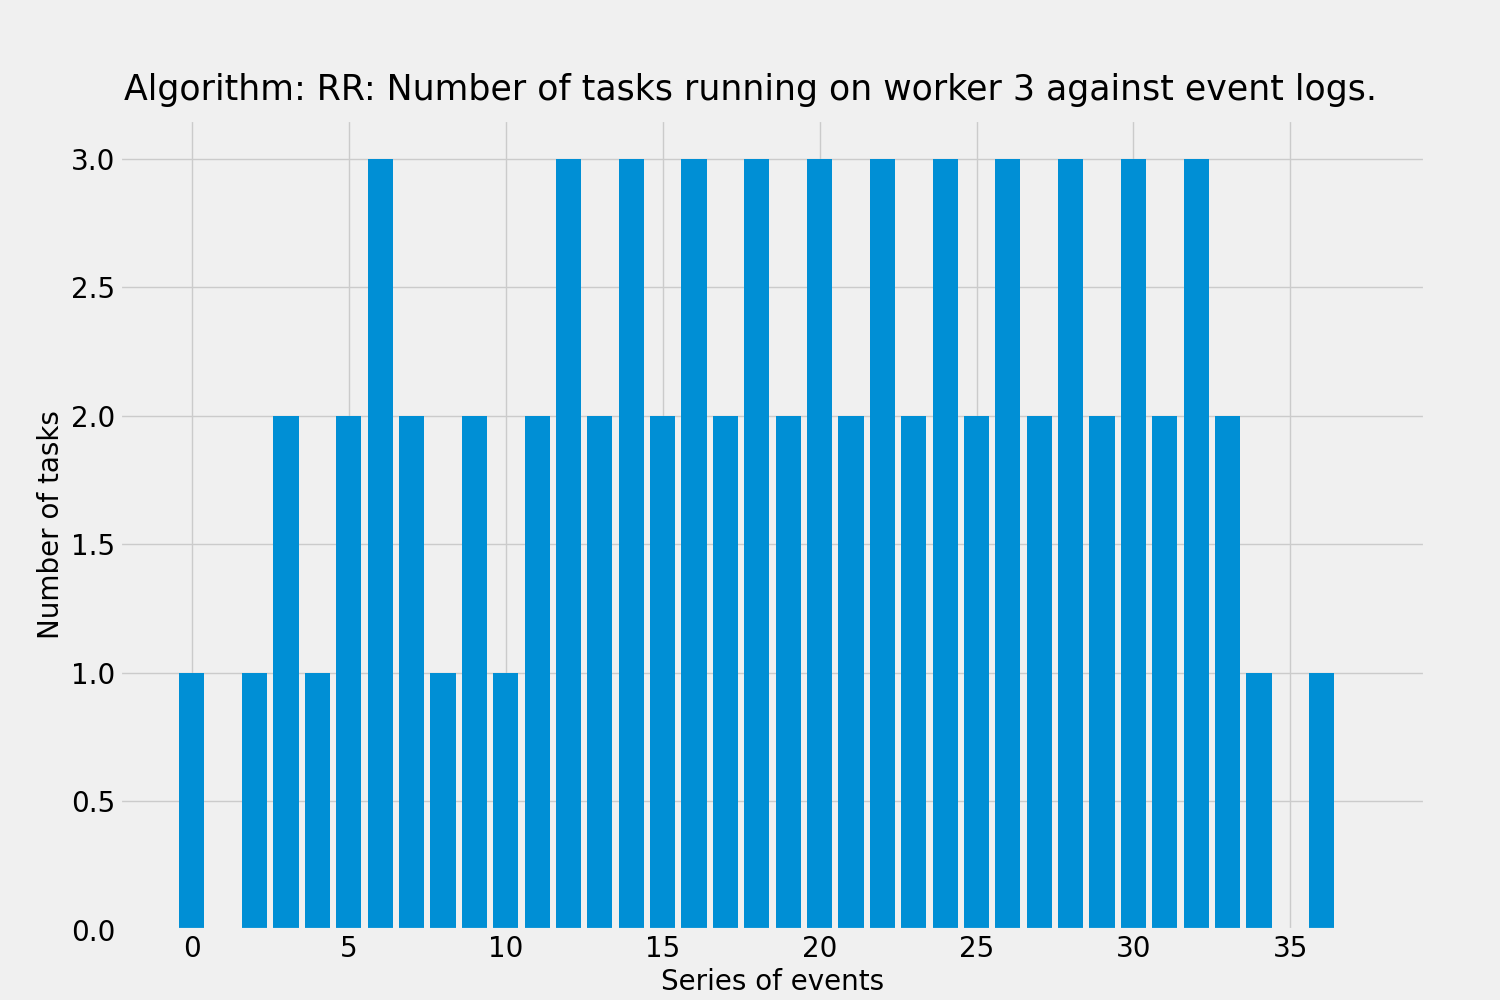 Algorithm: RR: Number of tasks running on worker 3 against event logs.
3.0
2.5
2.0
1.5
1.0
0.5
0.0
Number of tasks
0 5 10 15 20 25 30 35
Series of events